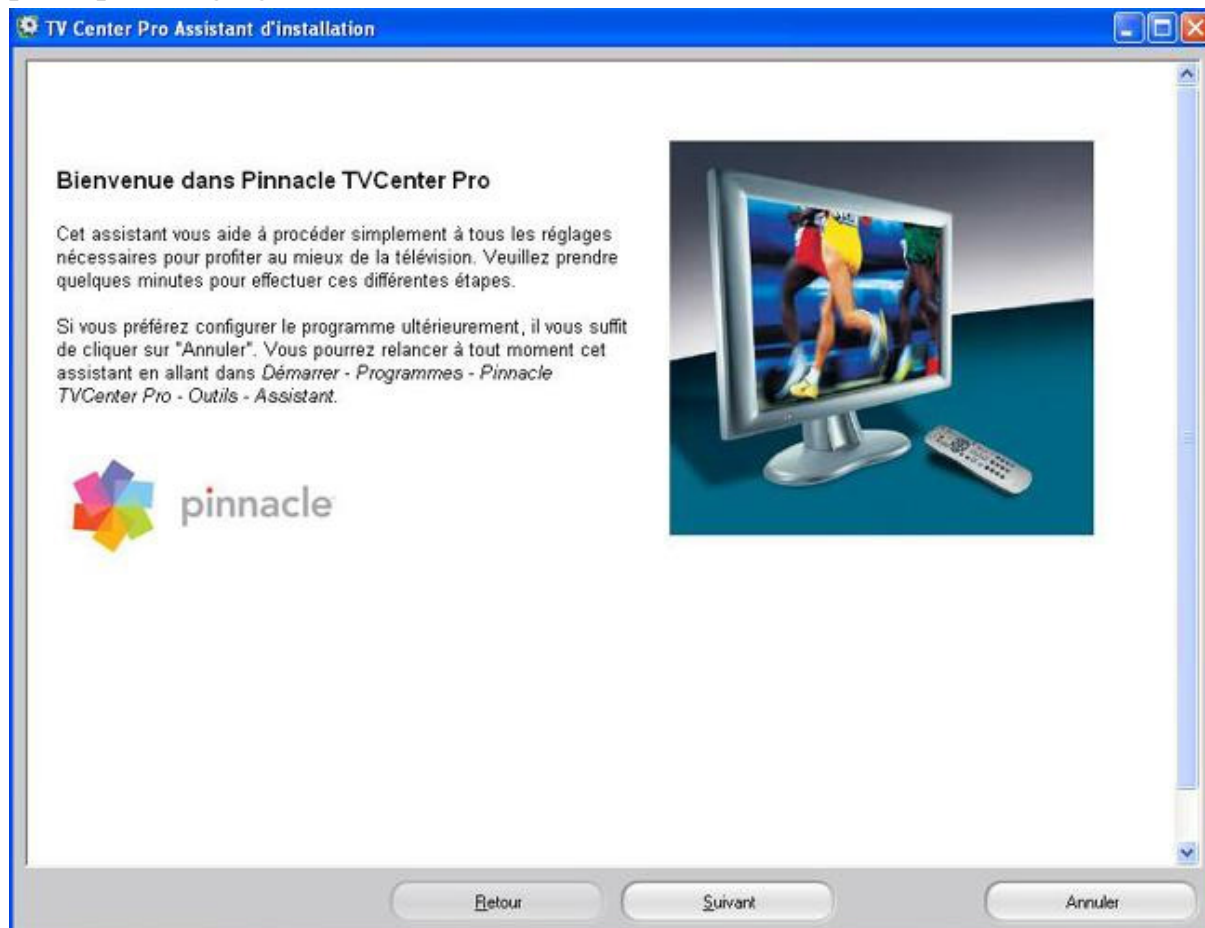 TV Center Pro Assistant d'installation
Bienvenue dans Pinnacle TVCenter Pro
Cet assistant vous aide à procéder simplement à tous les réglages
nécessaires pour profiter au mieux de la télévision. Veuillez prendre
quelques minutes pour effectuer ces différentes étapes.
Si vous préférez configurer le programme ultérieurement, il vous suffit
de cliquer sur "Annuler". Vous pourrez relancer à tout moment cet
assistant en allant dans Démarrer - Programmes - Pinnacle
TVCenter Pro - Outils - Assistant.
pinnacle
Retour
Suivant
Annuler